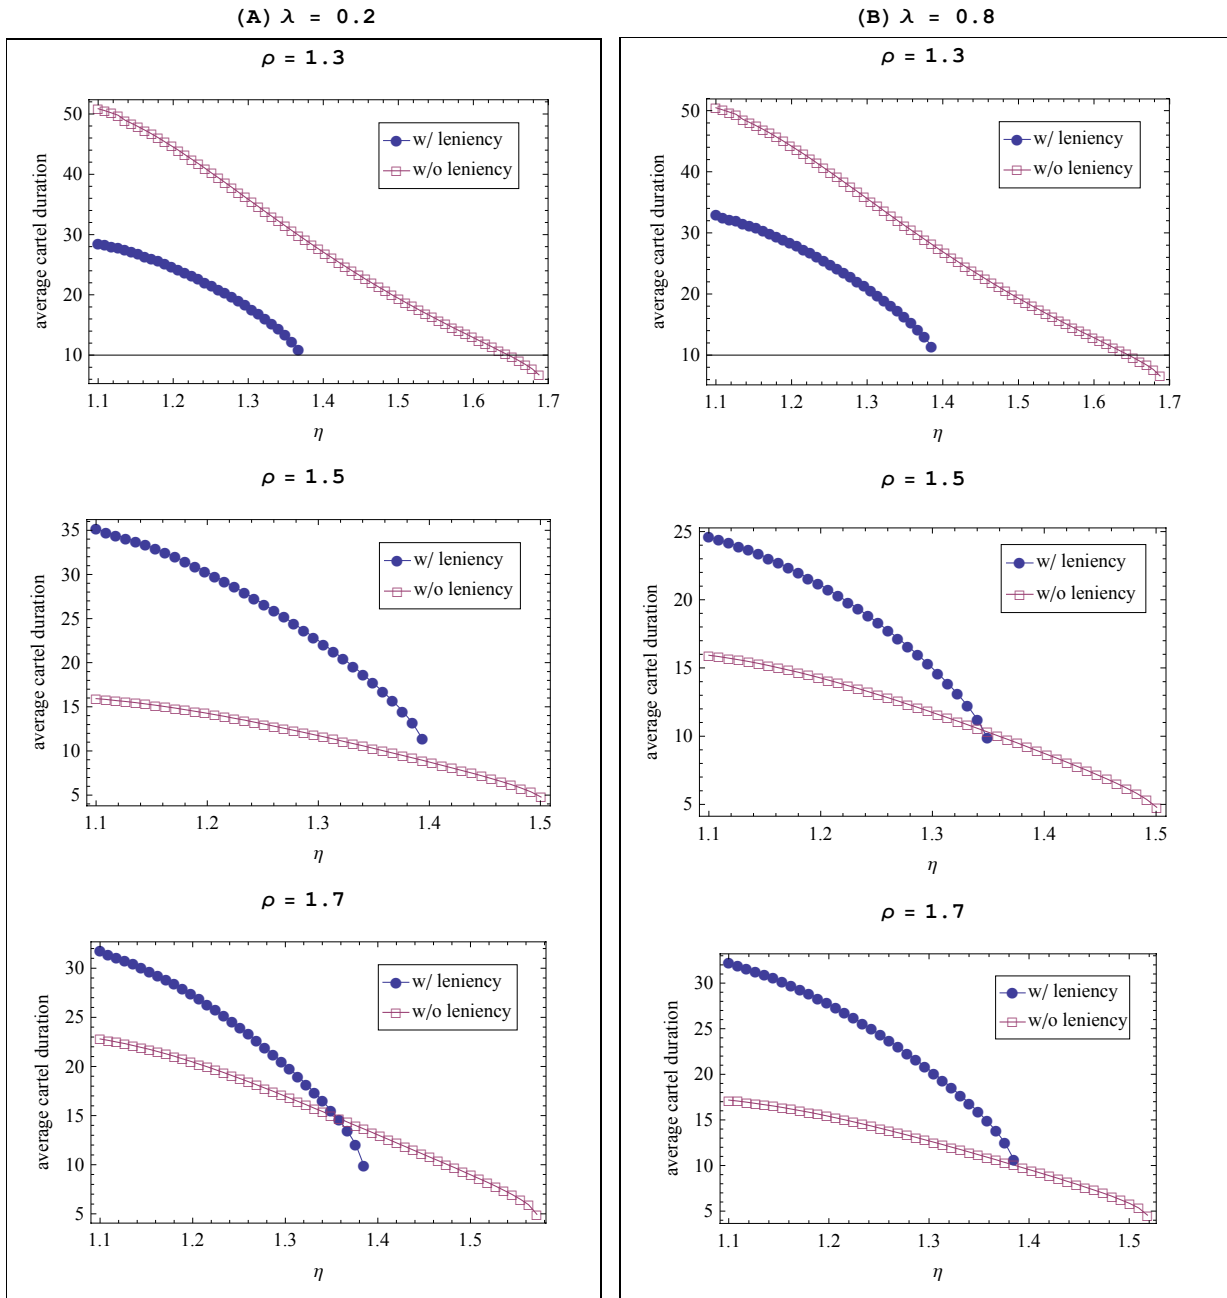 (A) λ = 0.2
ρ = 1.3
50
40
30
20
10
average cartel duration
w/ leniency
w/o leniency
1.1 1.2 1.3 1.4 1.5 1.6 1.7
η
ρ = 1.5
35
30
25
20
15
10
5
average cartel duration
w/ leniency
w/o leniency
1.1 1.2 1.3 1.4 1.5
η
ρ = 1.7
30
25
20
15
10
5
average cartel duration
w/ leniency
w/o leniency
1.1 1.2 1.3 1.4 1.5
η
(B) λ = 0.8
ρ = 1.3
50
40
30
20
10
average cartel duration
w/ leniency
w/o leniency
1.1 1.2 1.3 1.4 1.5 1.6 1.7
η
ρ = 1.5
25
20
15
10
5
average cartel duration
w/ leniency
w/o leniency
1.1 1.2 1.3 1.4 1.5
η
ρ = 1.7
30
25
20
15
10
5
average cartel duration
w/ leniency
w/o leniency
1.1 1.2 1.3 1.4 1.5
η